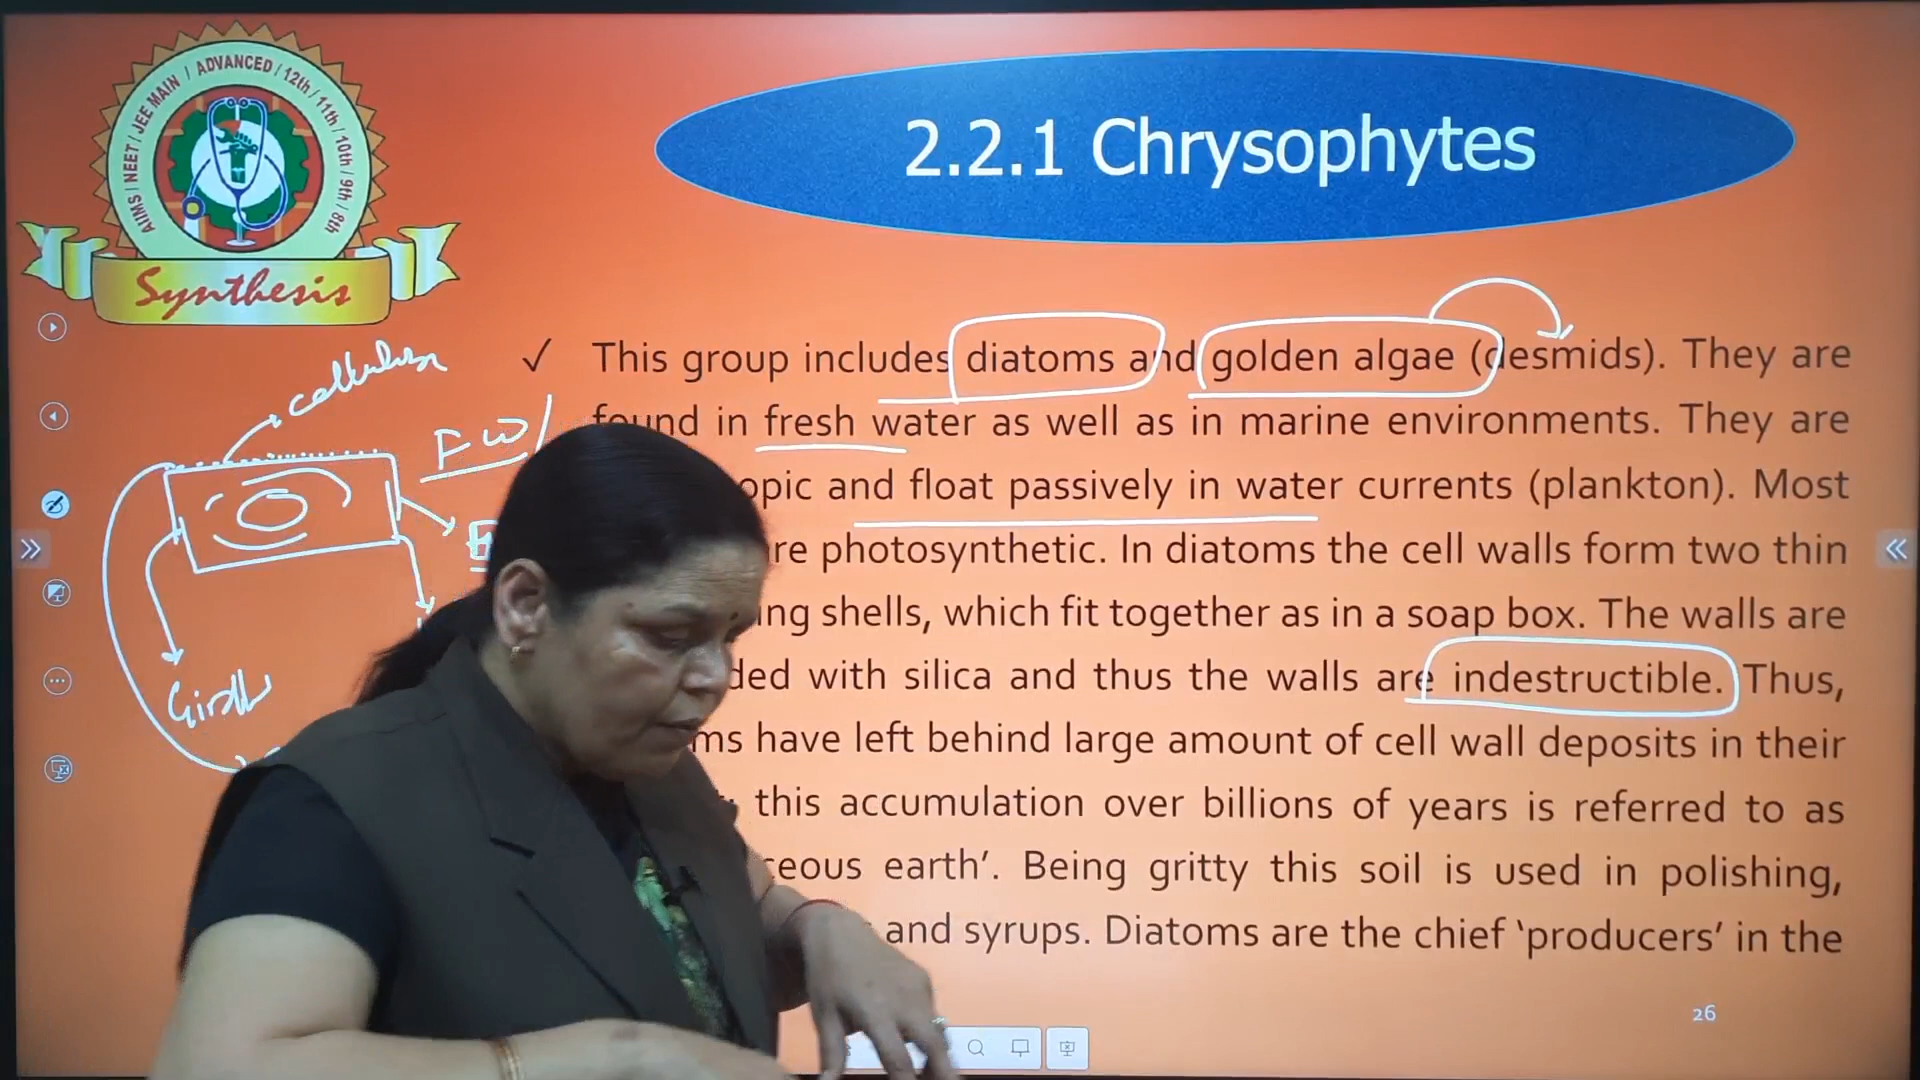 AIIMS / NEET / JEE MAIN / ADVANCED / 12th / 11th / 10th / 9th / 8th
Synthesis
2.2.1 Chrysophytes
✓ This group includes diatoms and golden algae (desmids). They are
found in fresh water as well as in marine environments. They are
opic and float passively in water currents (plankton). Most
re photosynthetic. In diatoms the cell walls form two thin
ing shells, which fit together as in a soap box. The walls are
ded with silica and thus the walls are indestructible. Thus,
ms have left behind large amount of cell wall deposits in their
this accumulation over billions of years is referred to as
ceous earth'. Being gritty this soil is used in polishing,
and syrups. Diatoms are the chief 'producers' in the
FW/
26